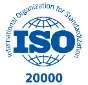 International Organization for Standardization
ISO
20000